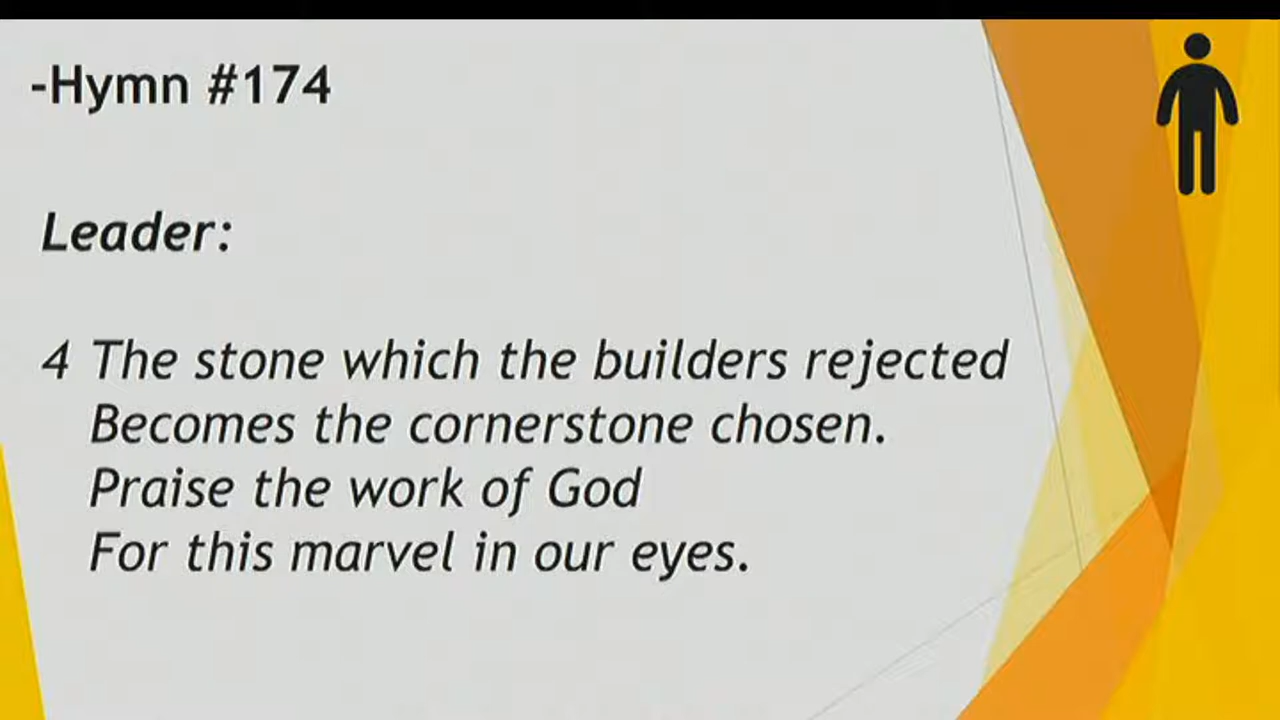 -Hymn #174
Leader:
4 The stone which the builders rejected
Becomes the cornerstone chosen.
Praise the work of God
For this marvel in our eyes.